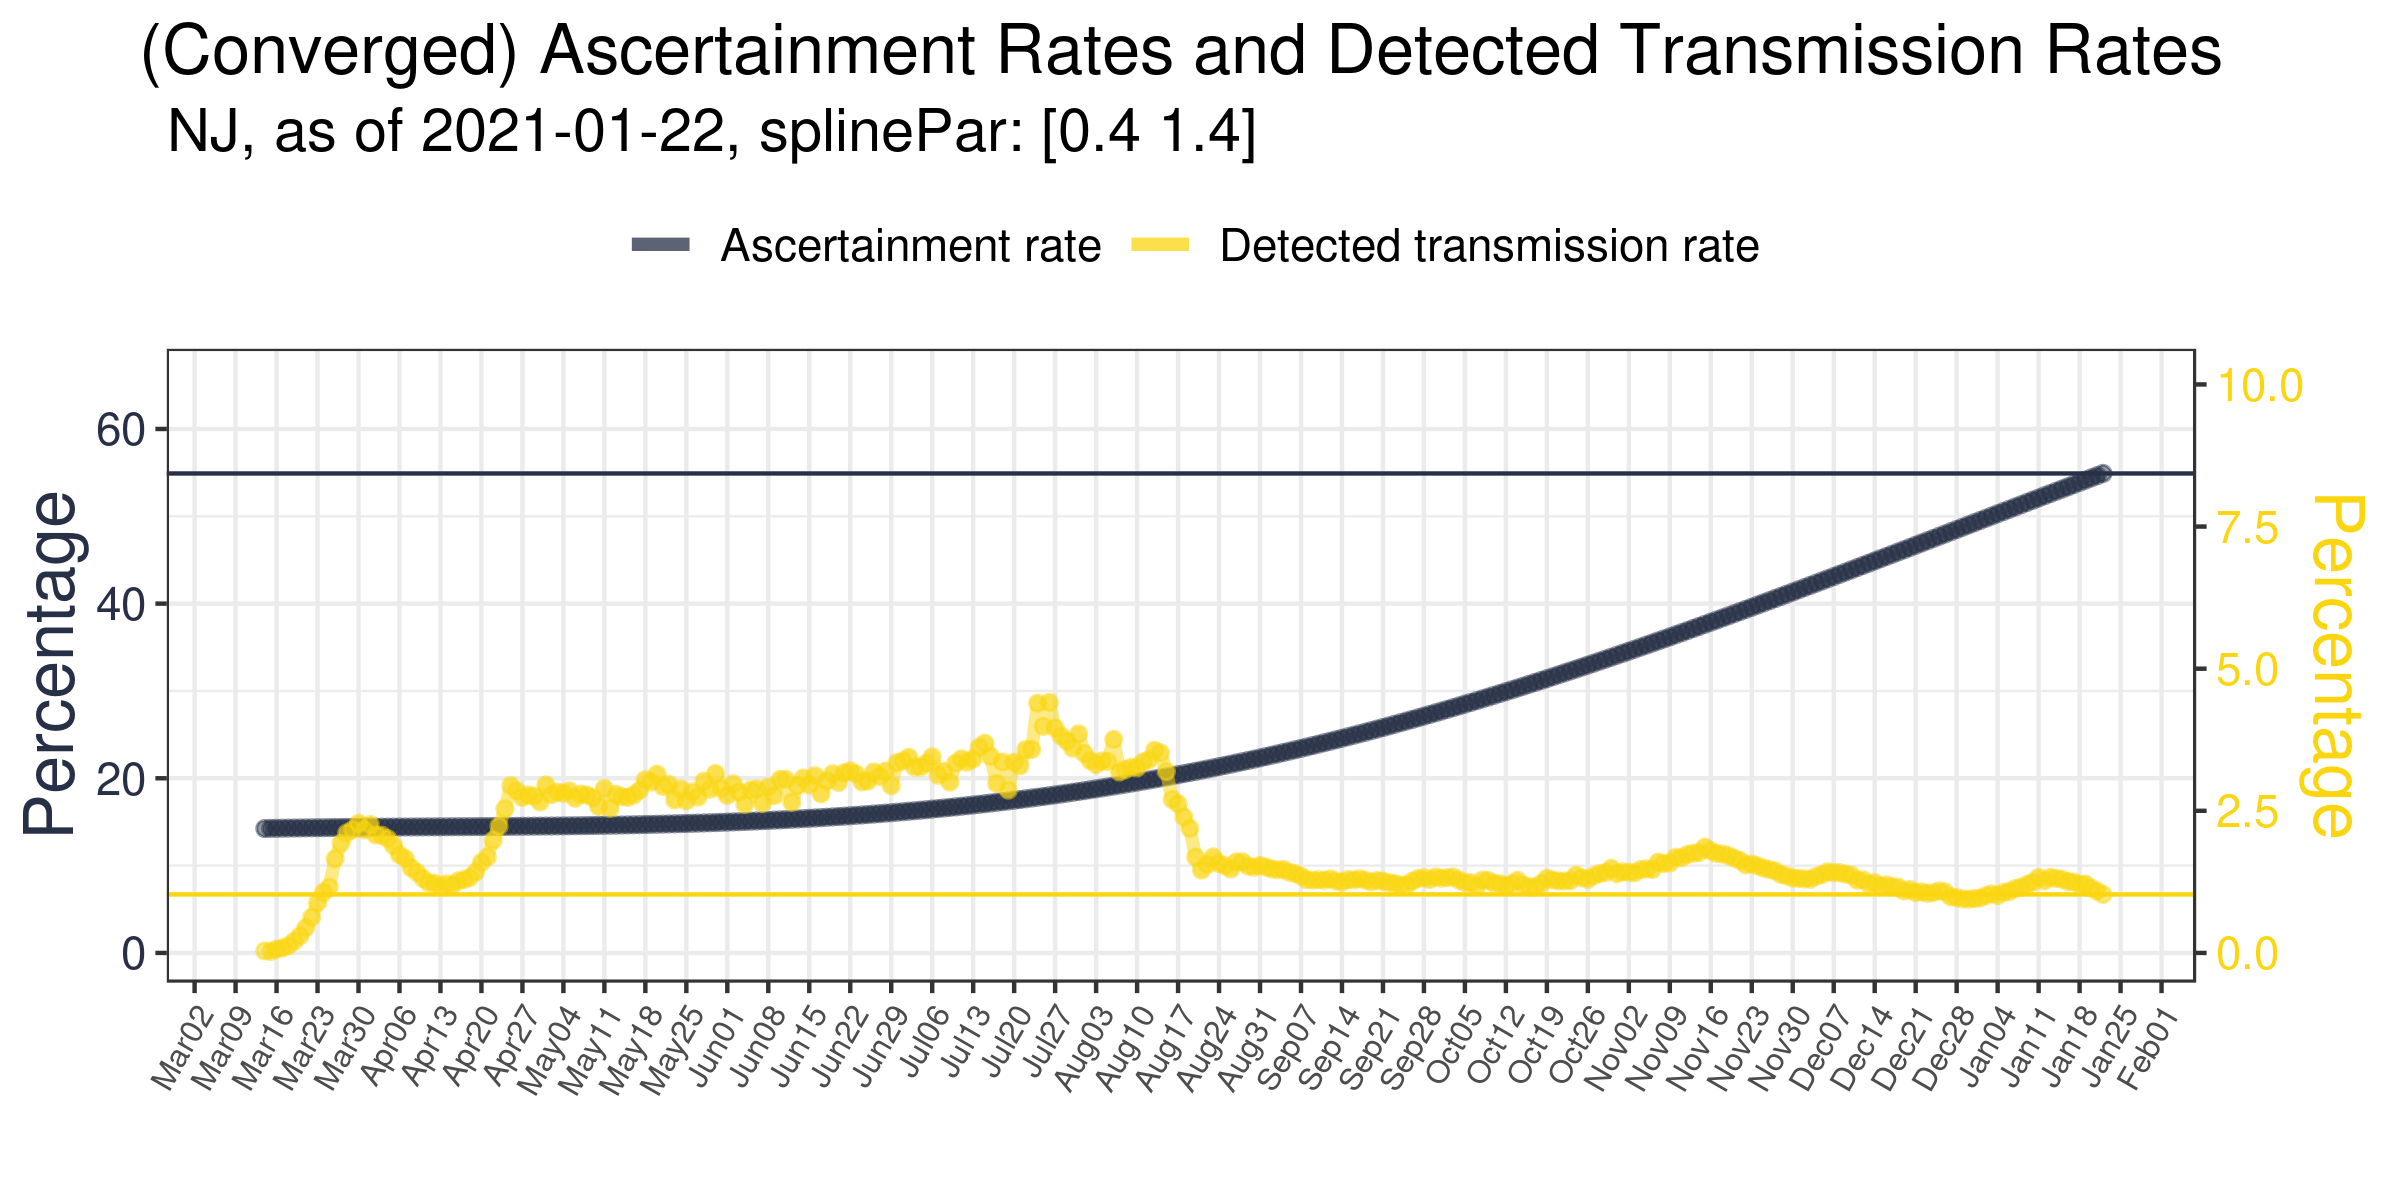 (Converged) Ascertainment Rates and Detected Transmission Rates
NJ, as of 2021-01-22, splinePar: [0.4 1.4]
Ascertainment rate Detected transmission rate
Percentage
60
40
20
0
10.0
7.5
5.0
2.5
0.0
Percentage
Mar02 Mar09 Mar16 Mar23 Mar30 Apr06 Apr13 Apr20 Apr27 May04 May11 May18 May25 Jun01 Jun08 Jun15 Jun22 Jun29 Jul06 Jul13 Jul20 Jul27 Aug03 Aug10 Aug17 Aug24 Aug31 Sep07 Sep14 Sep21 Sep28 Oct05 Oct12 Oct19 Oct26 Nov02 Nov09 Nov16 Nov23 Nov30 Dec07 Dec14 Dec21 Dec28 Jan04 Jan11 Jan18 Jan25 Feb01